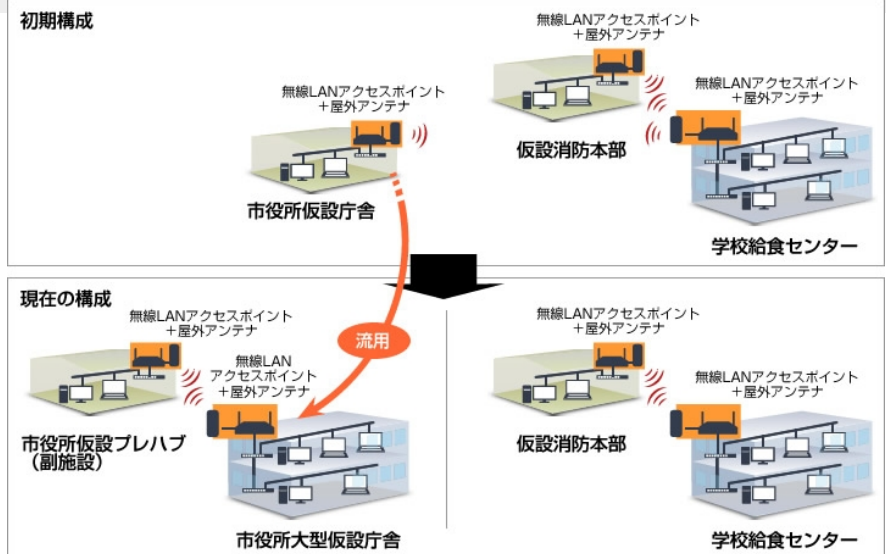 初期構成
無線LANアクセスポイント
＋屋外アンテナ
無線LANアクセスポイント
＋屋外アンテナ
無線LANアクセスポイント
＋屋外アンテナ
仮設消防本部
市役所仮設庁舎
学校給食センター
現在の構成
無線LANアクセスポイント
＋屋外アンテナ
無線LAN
アクセスポイント
＋屋外アンテナ
流用
無線LANアクセスポイント
＋屋外アンテナ
無線LANアクセスポイント
＋屋外アンテナ
市役所仮設プレハブ
（副施設）
仮設消防本部
市役所大型仮設庁舎
学校給食センター